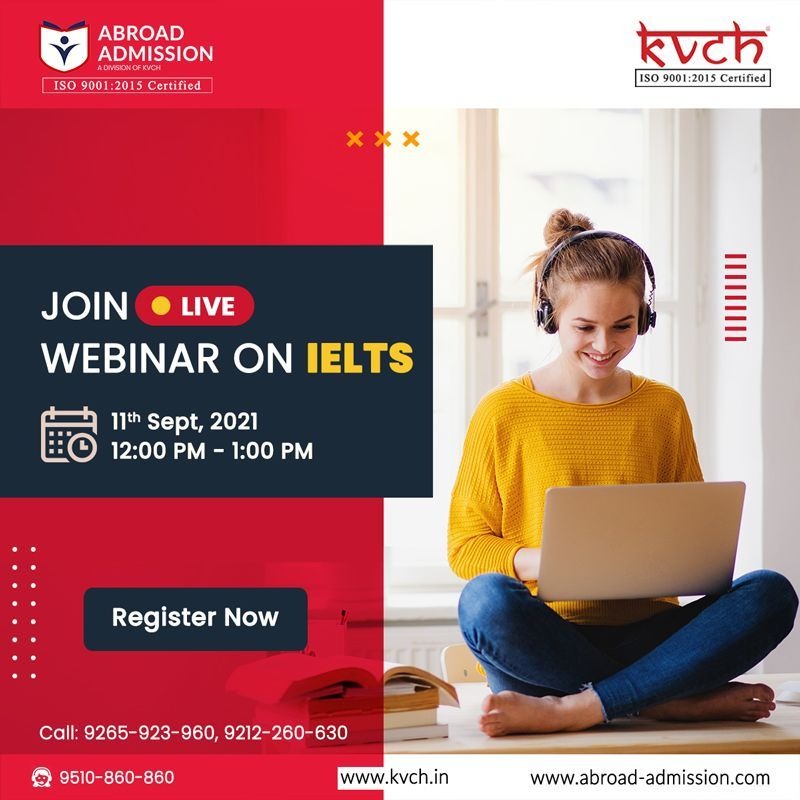 ABROAD
ADMISSION
A DIVISION OF KVCH
ISO 9001:2015 Certified
kvch®
ISO 9001:2015 Certified
JOIN LIVE
WEBINAR ON IELTS
11th Sept, 2021
12:00 PM - 1:00 PM
Register Now
Call: 9265-923-960, 9212-260-630
9510-860-860
www.kvch.in
www.abroad-admission.com